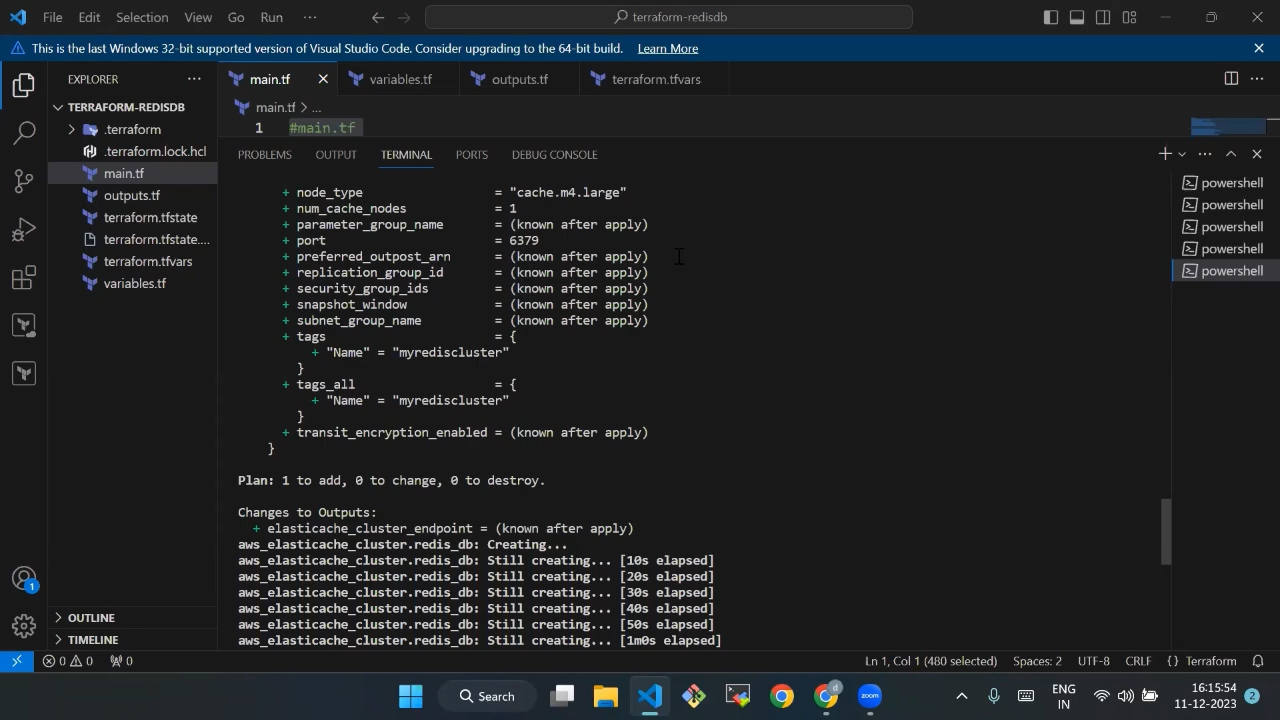 File Edit Selection View Go Run ··· terraform-redisdb
This is the last Windows 32-bit supported version of Visual Studio Code. Consider upgrading to the 64-bit build. Learn More
EXPLORER ···
TERRAFORM-REDISDB
.terraform
.terraform.lock.hcl
main.tf
outputs.tf
terraform.tfstate
terraform.tfstate....
terraform.tfvars
variables.tf
OUTLINE
TIMELINE
1
main.tf variables.tf outputs.tf terraform.tfvars
main.tf > ...
1 #main.tf
PROBLEMS OUTPUT TERMINAL PORTS DEBUG CONSOLE
+ node_type = "cache.m4.large"
+ num_cache_nodes = 1
+ parameter_group_name = (known after apply)
+ port = 6379
+ preferred_outpost_arn = (known after apply)
+ replication_group_id = (known after apply)
+ security_group_ids = (known after apply)
+ snapshot_window = (known after apply)
+ subnet_group_name = (known after apply)
+ tags = {
+ "Name" = "myrediscluster"
}
+ tags_all = {
+ "Name" = "myrediscluster"
}
+ transit_encryption_enabled = (known after apply)
}
Plan: 1 to add, 0 to change, 0 to destroy.
Changes to Outputs:
+ elasticache_cluster_endpoint = (known after apply)
aws_elasticache_cluster.redis_db: Creating...
aws_elasticache_cluster.redis_db: Still creating... [10s elapsed]
aws_elasticache_cluster.redis_db: Still creating... [20s elapsed]
aws_elasticache_cluster.redis_db: Still creating... [30s elapsed]
aws_elasticache_cluster.redis_db: Still creating... [40s elapsed]
aws_elasticache_cluster.redis_db: Still creating... [50s elapsed]
aws_elasticache_cluster.redis_db: Still creating... [1m0s elapsed]
powershell
powershell
powershell
powershell
powershell
0 0 0 Ln 1, Col 1 (480 selected) Spaces: 2 UTF-8 CRLF {} Terraform
Search
zoom
d
ENG
IN
16:15:54
11-12-2023
2